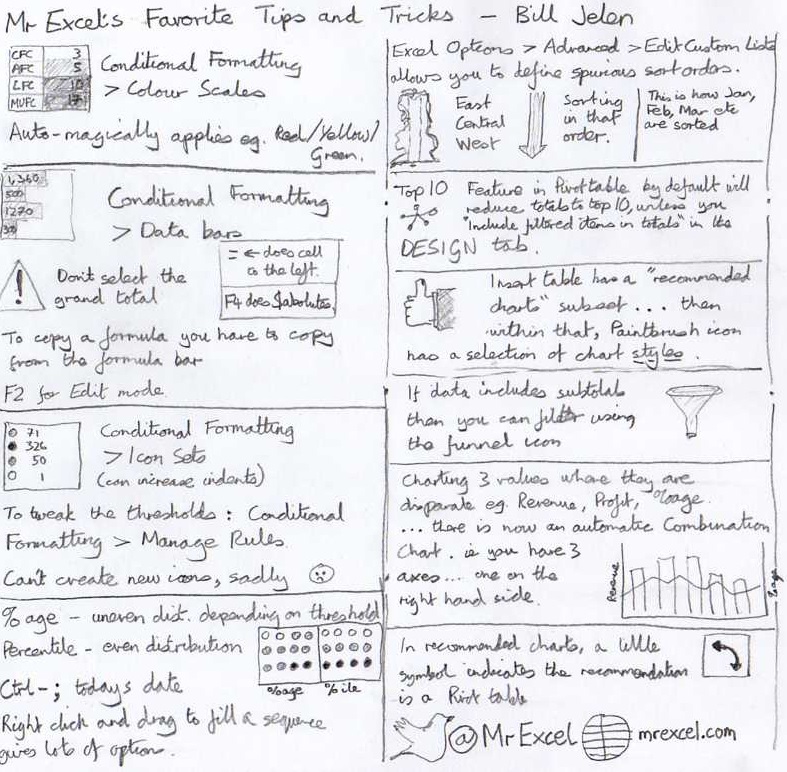 Mr Excel's Favorite Tips and Tricks – Bill Jelen
CFC 3
AFC 5
LFC 10
MUFC 17
Conditional Formatting
> Colour Scales
Auto-magically applies eg. Red/Yellow/
Green.
1,340
500
1270
30
Conditional Formatting
> Data bars
= ← does cell
to the left.
F4 does $absolutes.
!
Don't select the
grand total
To copy a formula you have to copy
from the formula bar
F2 for Edit mode
71
326
50
1
Conditional Formatting
> Icon Sets
(can increase indents)
To tweak the thresholds : Conditional
Formatting > Manage Rules.
Can't create new icons, sadly
%age – uneven dist. depending on threshold
Percentile - even distribution
%age %ile
Ctrl-; todays date
Right click and drag to fill a sequence
gives lots of options.
Excel Options > Advanced > Edit Custom Lists
allows you to define spurious sort orders.
East
Central
West
Sorting
in that
order.
This is how Jan,
Feb, Mar etc
are sorted
Top 10 Feature in Pivottable by default will
reduce totals to top 10, unless you
"include filtered items in totals" in the
DESIGN tab.
Insert table has a "recommended
charts" subset ... then
within that, Paintbrush icon
has a selection of chart styles.
If data includes subtotals
then you can filter using
the funnel icon
Charting 3 values where they are
disparate eg. Revenue, Profit, %age.
... there is now an automatic Combination
Chart. ie you have 3
axes... one on the
right hand side.
Revenue
%age
In recommended charts, a little
symbol indicates the recommendation
is a Pivot table
@MrExcel
mrexcel.com